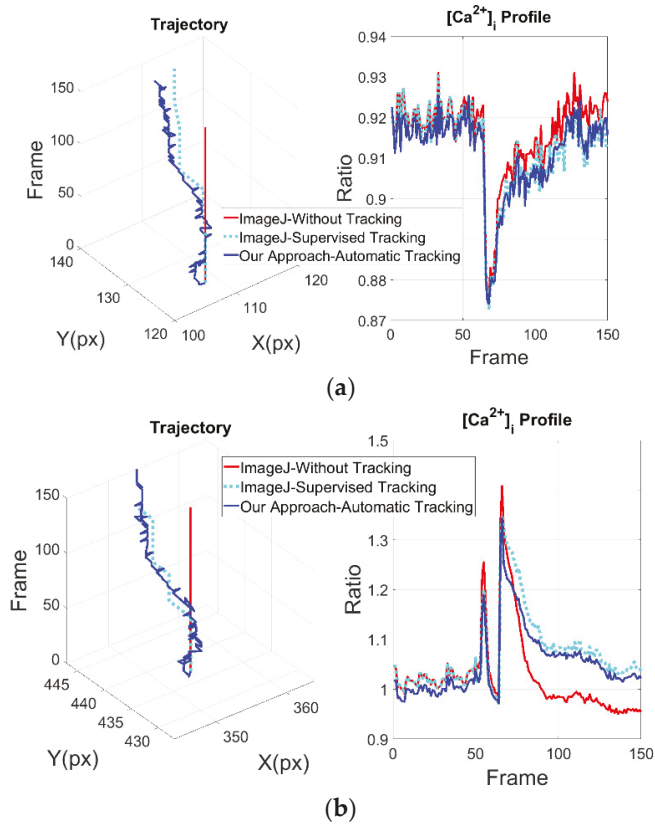 Trajectory
[Ca2+]i Profile
150
100
50
0
Frame
140
130
120
Y(px)
100
110
120
X(px)
0.93
0.92
0.91
0.9
0.89
0.88
0.87
Ratio
0
50
100
150
Frame
ImageJ-Without Tracking
ImageJ-Supervised Tracking
Our Approach-Automatic Tracking
(a)
Trajectory
[Ca2+]i Profile
150
100
50
0
Frame
445
440
435
430
Y(px)
350
360
X(px)
1.5
1.4
1.3
1.2
1.1
1
0.9
Ratio
0
50
100
150
Frame
ImageJ-Without Tracking
ImageJ-Supervised Tracking
Our Approach-Automatic Tracking
(b)